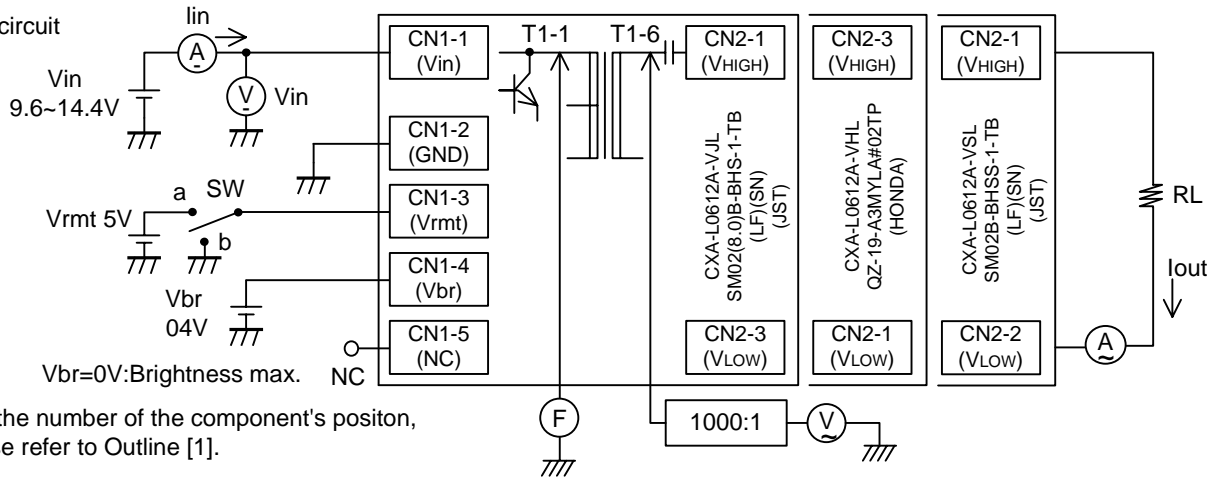 circuit
Iin
A
-
Vin
9.6~14.4V
V
-
Vin
a
SW
b
Vrmt 5V
Vbr
04V
Vbr=0V:Brightness max.
NC
the number of the component's positon,
e refer to Outline [1].
CN1-1
(Vin)
CN1-2
(GND)
CN1-3
(Vrmt)
CN1-4
(Vbr)
CN1-5
(NC)
T1-1
T1-6
F
1000:1
V
~
CN2-1
(VHIGH)
CXA-L0612A-VJL
SM02(8.0)B-BHS-1-TB
(LF)(SN)
(JST)
CN2-3
(VLOW)
CN2-3
(VHIGH)
CXA-L0612A-VHL
QZ-19-A3MYLA#02TP
(HONDA)
CN2-1
(VLOW)
CN2-1
(VHIGH)
CXA-L0612A-VSL
SM02B-BHSS-1-TB
(LF)(SN)
(JST)
CN2-2
(VLOW)
RL
Iout
A
~